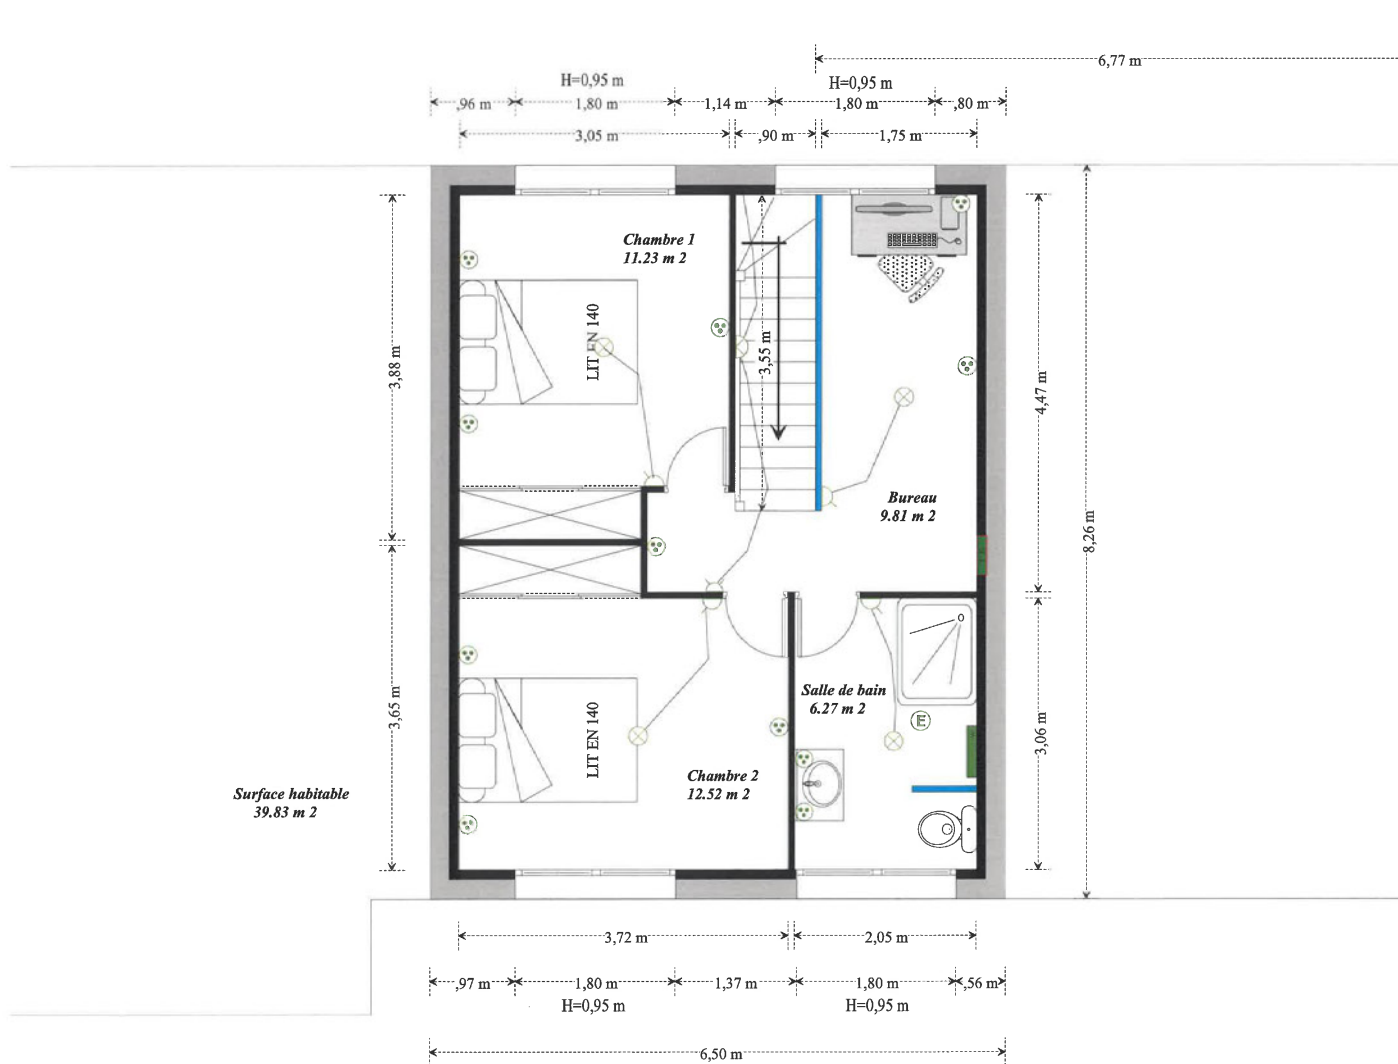 6,77 m
H=0,95 m
H=0,95 m
,96 m
1,80 m
1,14 m
1,80 m
,80 m
3,05 m
,90 m
1,75 m
Chambre 1
11.23 m 2
LIT EN 140
3,55 m
3,88 m
4,47 m
Bureau
9.81 m 2
8,26 m
Salle de bain
6.27 m 2
E
LIT EN 140
3,65 m
3,06 m
Chambre 2
12.52 m 2
Surface habitable
39.83 m 2
3,72 m
2,05 m
,97 m
1,80 m
1,37 m
1,80 m
,56 m
H=0,95 m
H=0,95 m
6,50 m